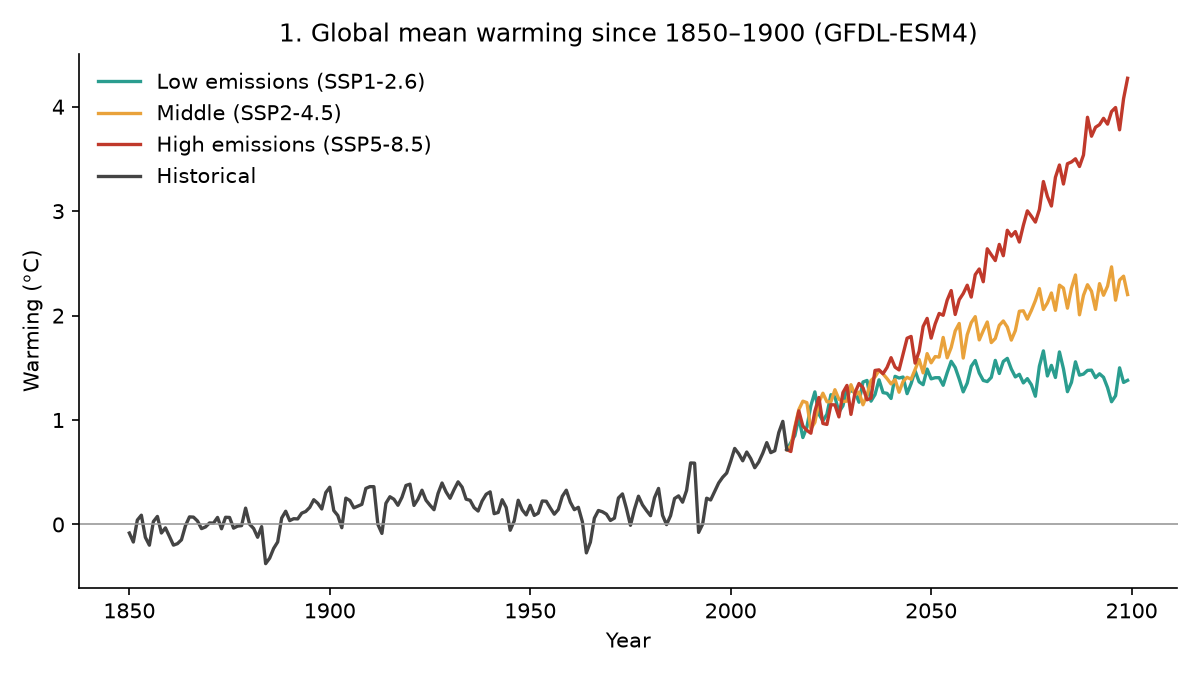 1. Global mean warming since 1850–1900 (GFDL-ESM4)
Low emissions (SSP1-2.6)
Middle (SSP2-4.5)
High emissions (SSP5-8.5)
Historical
Warming (°C)
4
3
2
1
0
1850 1900 1950 2000 2050 2100
Year